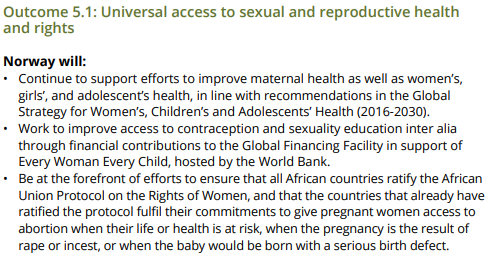 Outcome 5.1: Universal access to sexual and reproductive health
and rights
Norway will:
• Continue to support efforts to improve maternal health as well as women's,
girls', and adolescent's health, in line with recommendations in the Global
Strategy for Women's, Children's and Adolescents' Health (2016-2030).
• Work to improve access to contraception and sexuality education inter alia
through financial contributions to the Global Financing Facility in support of
Every Woman Every Child, hosted by the World Bank.
• Be at the forefront of efforts to ensure that all African countries ratify the African
Union Protocol on the Rights of Women, and that the countries that already have
ratified the protocol fulfil their commitments to give pregnant women access to
abortion when their life or health is at risk, when the pregnancy is the result of
rape or incest, or when the baby would be born with a serious birth defect.